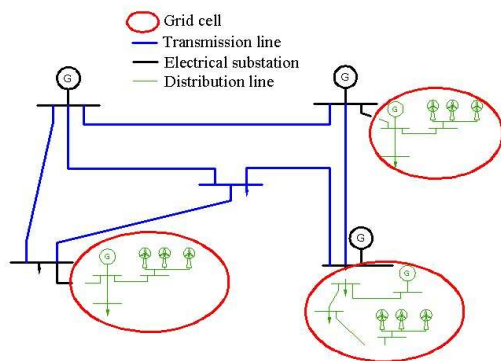 Grid cell
Transmission line
Electrical substation
Distribution line
G
G
G
G
G
G